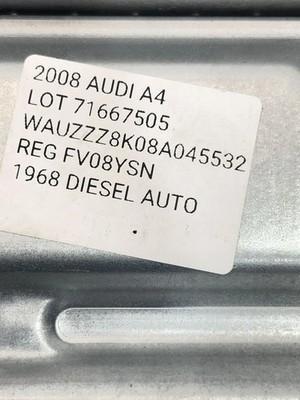 2008 AUDI A4
LOT 71667505
WAUZZZ8K08A045532
REG FV08YSN
1968 DIESEL AUTO